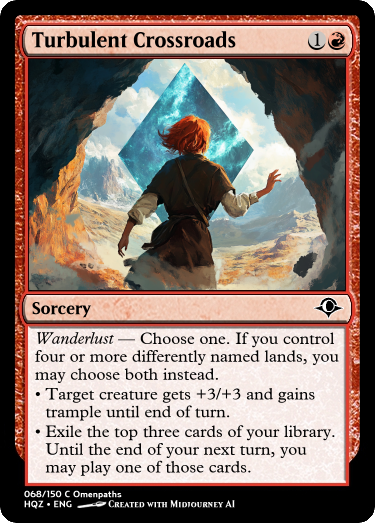 Turbulent Crossroads 1
Sorcery
Wanderlust — Choose one. If you control
four or more differently named lands, you
may choose both instead.
• Target creature gets +3/+3 and gains
trample until end of turn.
• Exile the top three cards of your library.
Until the end of your next turn, you
may play one of those cards.
068/150 C Omenpaths
HQZ • ENG Created with Midjourney AI